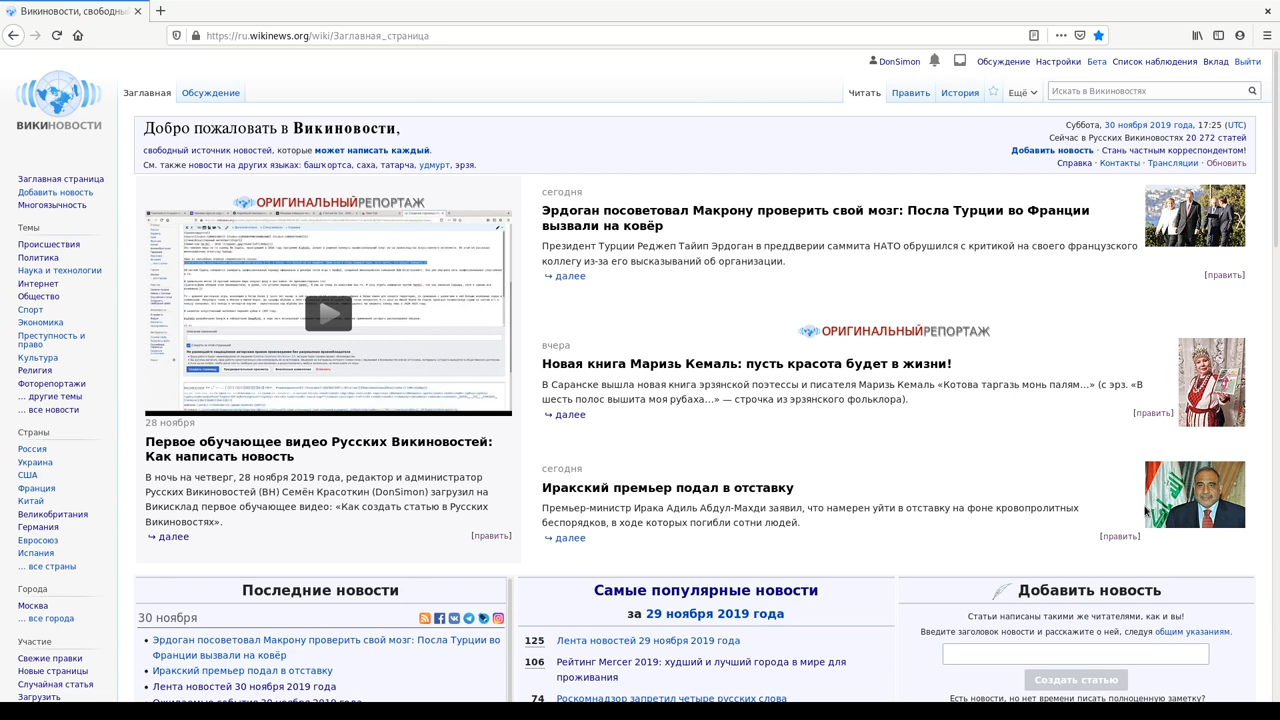 Викиновости, свободны
https://ru.wikinews.org/wiki/Заглавная_страница
DonSimon Обсуждение Настройки Бета Список наблюдения Вклад Выйти
Заглавная Обсуждение Читать Править История Ещё Искать в Викиновостях
ВИКИНОВОСТИ
Заглавная страница
Добавить новость
Многоязычность
Темы
Происшествия
Политика
Наука и технологии
Интернет
Общество
Спорт
Экономика
Преступность и
право
Культура
Религия
Фоторепортажи
... другие темы
... все новости
Страны
Россия
Украина
США
Франция
Китай
Великобритания
Германия
Евросоюз
Испания
... все страны
Города
Москва
... все города
Участие
Свежие правки
Новые страницы
Случайная статья
Загрузить
Добро пожаловать в Викиновости,
свободный источник новостей, которые может написать каждый.
См. также новости на других языках: башҡортса, саха, татарча, удмурт, эрзя.
Суббота, 30 ноября 2019 года, 17:25 (UTC)
Сейчас в Русских Викиновостях 20 272 статей
Добавить новость · Стань частным корреспондентом!
Справка · Контакты · Трансляции · Обновить
ОРИГИНАЛЬНЫЙРЕПОРТАЖ
28 ноября
Первое обучающее видео Русских Викиновостей:
Как написать новость
В ночь на четверг, 28 ноября 2019 года, редактор и администратор
Русских Викиновостей (ВН) Семён Красоткин (DonSimon) загрузил на
Викисклад первое обучающее видео: «Как создать статью в Русских
Викиновостях».
↪ далее [править]
сегодня
Эрдоган посоветовал Макрону проверить свой мозг: Посла Турции во Франции
вызвали на ковёр
Президент Турции Реджеп Тайип Эрдоган в преддверии саммита НАТО обрушился с критикой на своего французского
коллегу из-за его высказываний об организации.
↪ далее [править]
ОРИГИНАЛЬНЫЙРЕПОРТАЖ
вчера
Новая книга Маризь Кемаль: пусть красота будет в жизни!
В Саранске вышла новая книга эрзянской поэтессы и писателя Маризь Кемаль «Котова таргазь монь палям…» (с эрз. «В
шесть полос вышита моя рубаха…» — строчка из эрзянского фольклора).
↪ далее [править]
сегодня
Иракский премьер подал в отставку
Премьер-министр Ирака Адиль Абдул-Махди заявил, что намерен уйти в отставку на фоне кровопролитных
беспорядков, в ходе которых погибли сотни людей.
↪ далее [править]
Последние новости
30 ноября
Эрдоган посоветовал Макрону проверить свой мозг: Посла Турции во
Франции вызвали на ковёр
Иракский премьер подал в отставку
Лента новостей 30 ноября 2019 года
Ожидаемые события 30 ноября 2019 года
Самые популярные новости
за 29 ноября 2019 года
125 Лента новостей 29 ноября 2019 года
106 Рейтинг Mercer 2019: худший и лучший города в мире для
проживания
74 Роскомнадзор запретил четыре русских слова
Добавить новость
Статьи написаны такими же читателями, как и вы!
Введите заголовок новости и расскажите о ней, следуя общим указаниям.
Создать статью
Есть новости, но нет времени писать полноценную заметку?